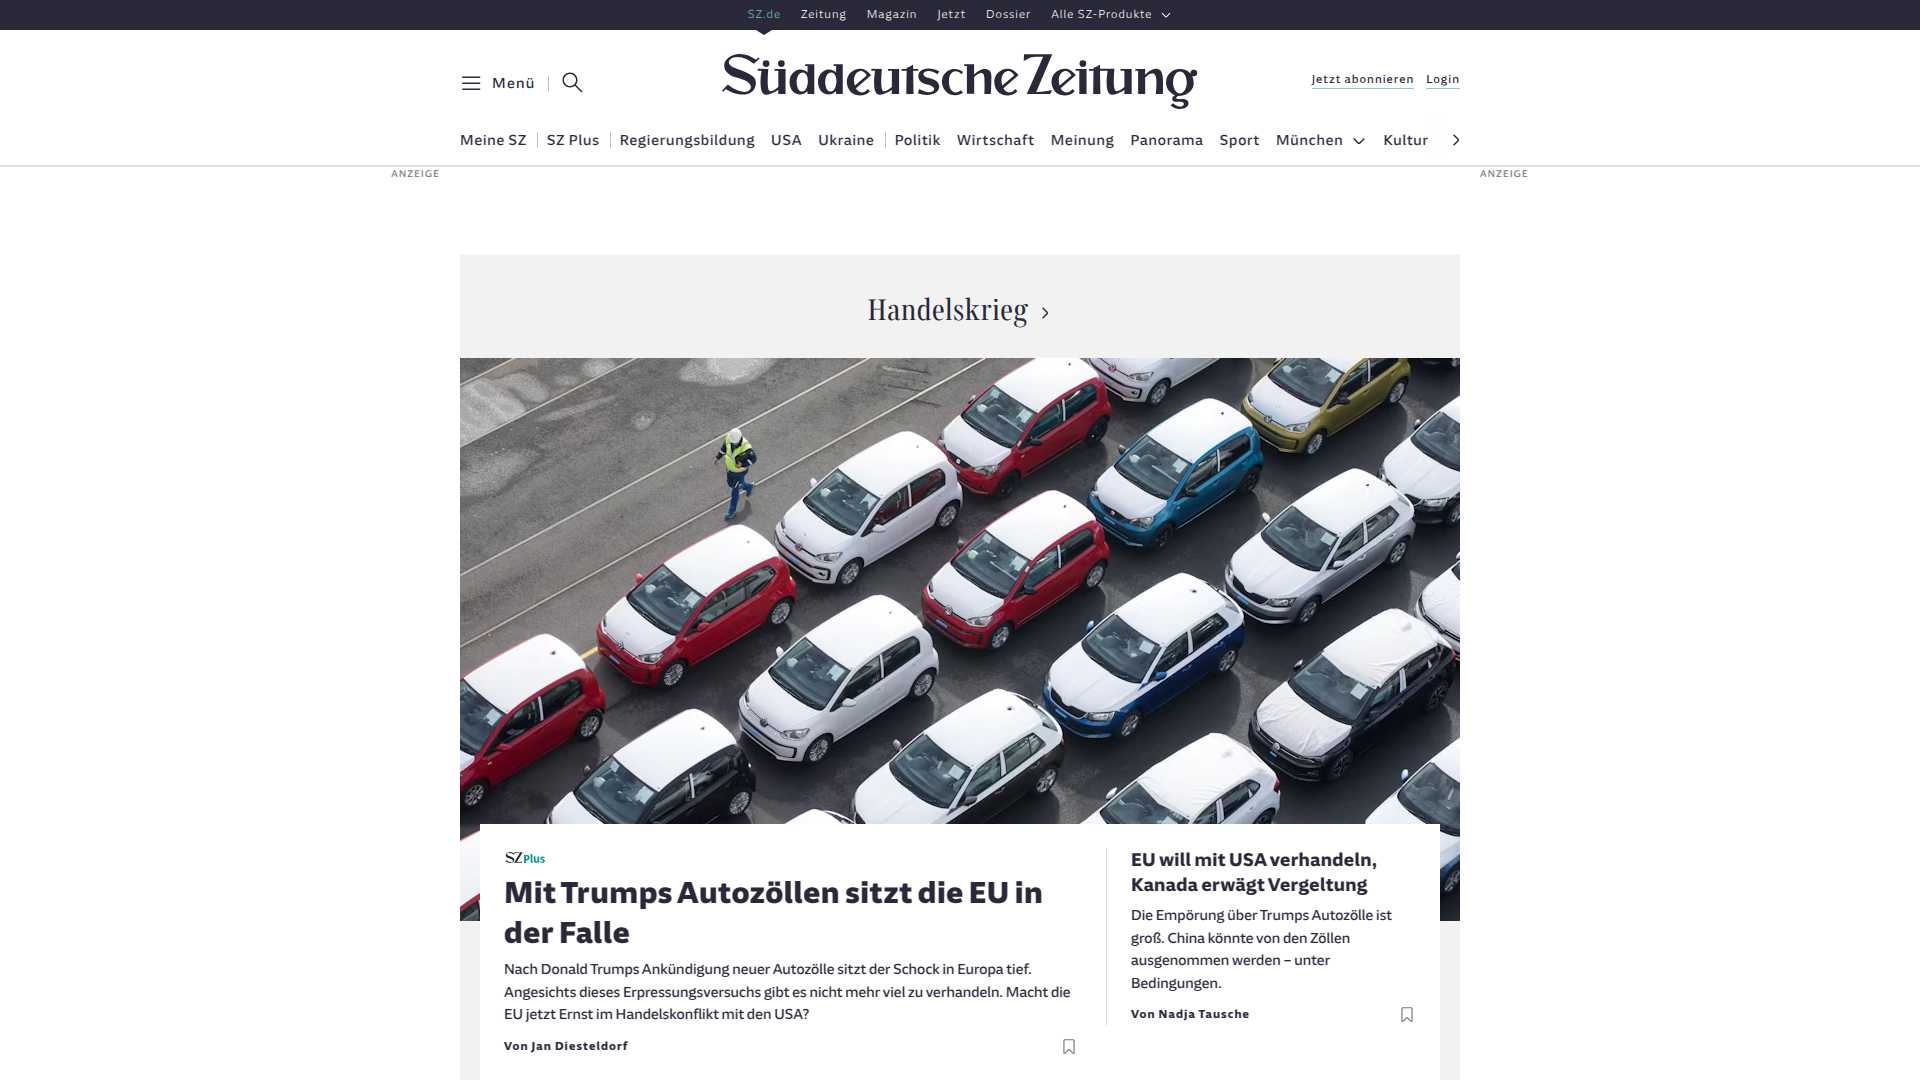 SZ.de Zeitung Magazin Jetzt Dossier Alle SZ-Produkte
Menü
Süddeutsche Zeitung
Jetzt abonnieren Login
Meine SZ SZ Plus Regierungsbildung USA Ukraine Politik Wirtschaft Meinung Panorama Sport München Kultur
ANZEIGE
ANZEIGE
Handelskrieg
SZ Plus
Mit Trumps Autozöllen sitzt die EU in
der Falle
Nach Donald Trumps Ankündigung neuer Autozölle sitzt der Schock in Europa tief.
Angesichts dieses Erpressungsversuchs gibt es nicht mehr viel zu verhandeln. Macht die
EU jetzt Ernst im Handelskonflikt mit den USA?
Von Jan Diesteldorf
EU will mit USA verhandeln,
Kanada erwägt Vergeltung
Die Empörung über Trumps Autozölle ist
groß. China könnte von den Zöllen
ausgenommen werden – unter
Bedingungen.
Von Nadja Tausche